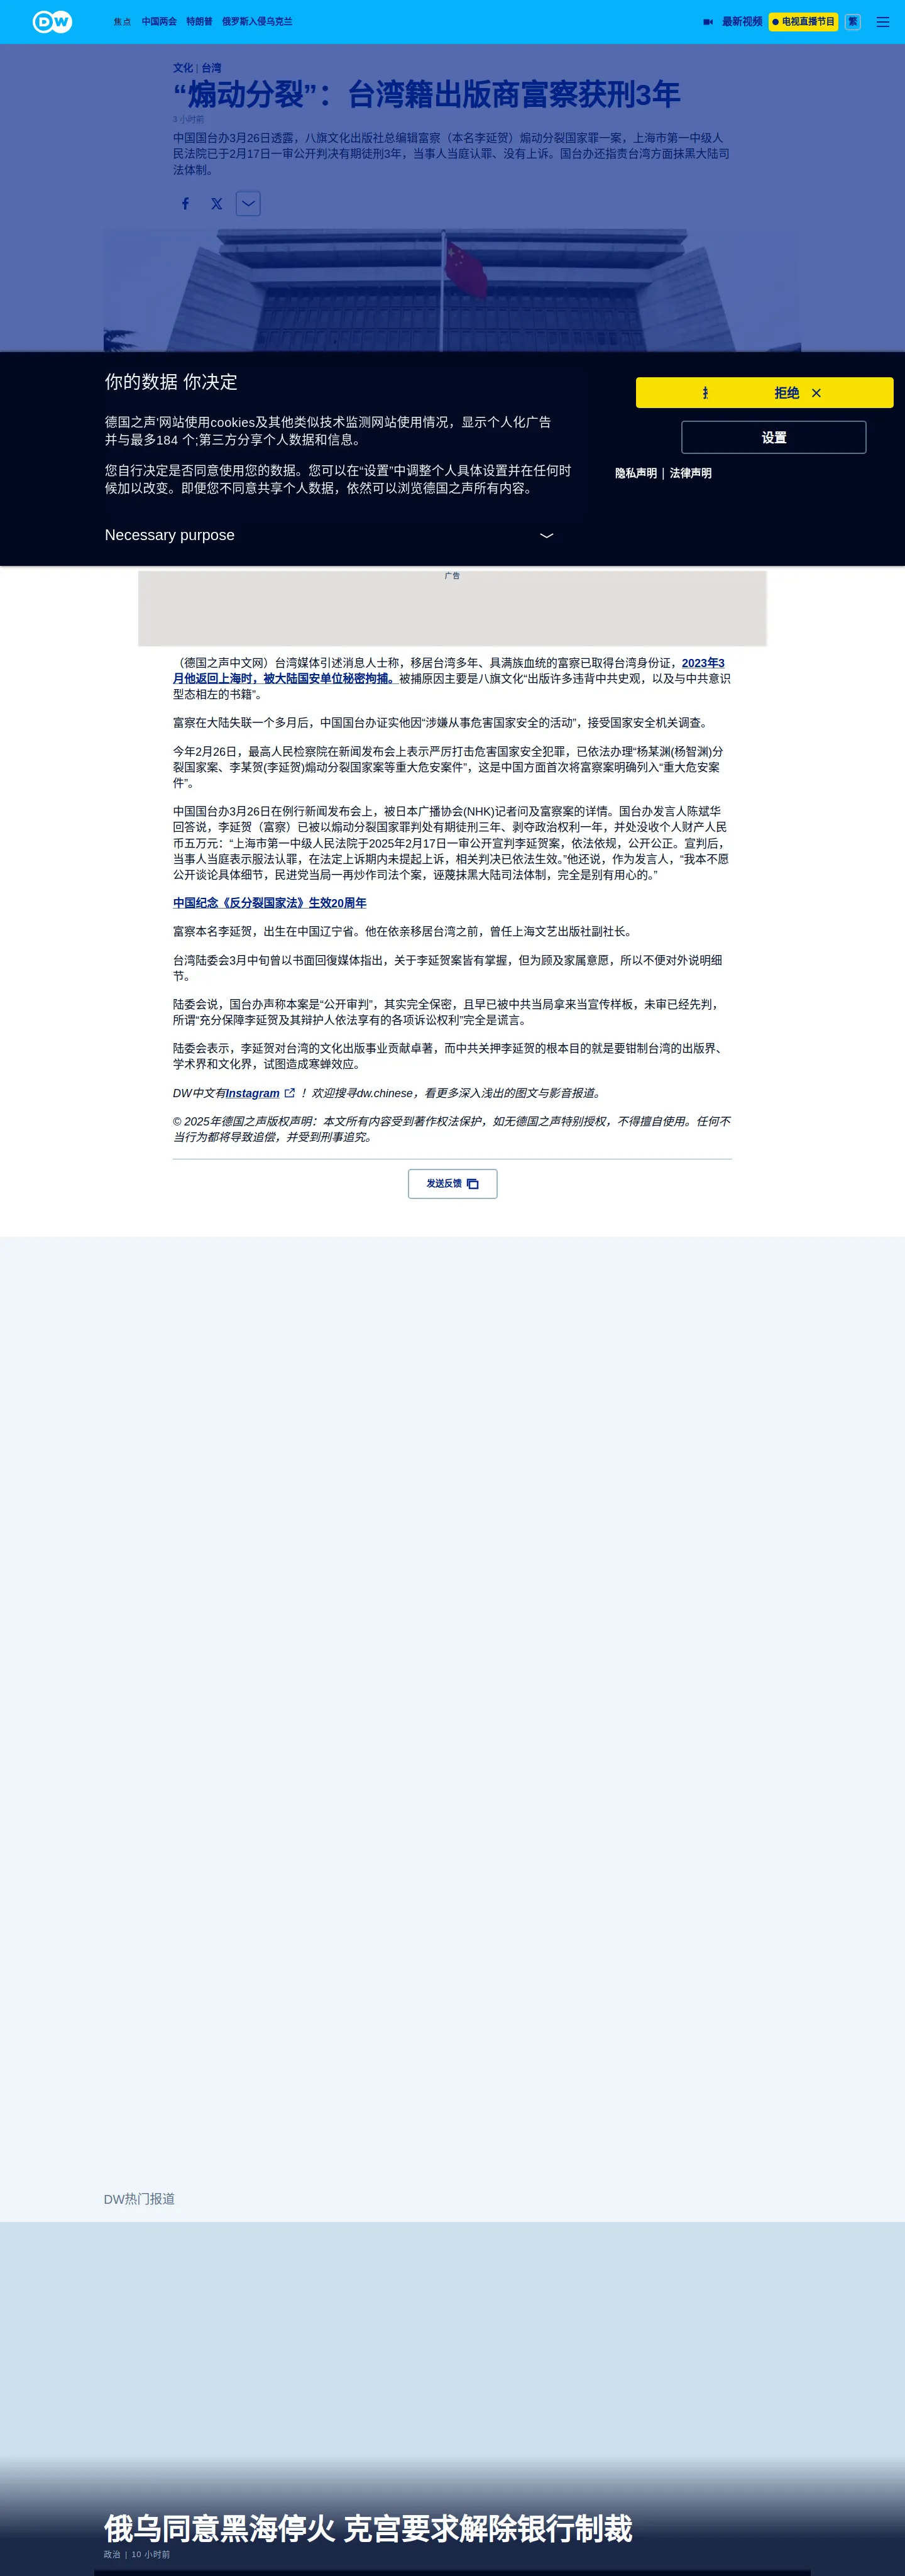 DW
焦点 中国两会 特朗普 俄罗斯入侵乌克兰 最新视频 电视直播节目 繁
文化 | 台湾
“煽动分裂”：台湾籍出版商富察获刑3年
3 小时前
中国国台办3月26日透露，八旗文化出版社总编辑富察（本名李延贺）煽动分裂国家罪一案，上海市第一中级人
民法院已于2月17日一审公开判决有期徒刑3年，当事人当庭认罪、没有上诉。国台办还指责台湾方面抹黑大陆司
法体制。
你的数据 你决定
德国之声'网站使用cookies及其他类似技术监测网站使用情况，显示个人化广告
并与最多184 个;第三方分享个人数据和信息。
您自行决定是否同意使用您的数据。您可以在“设置”中调整个人具体设置并在任何时
候加以改变。即便您不同意共享个人数据，依然可以浏览德国之声所有内容。
Necessary purpose
拒绝
设置
隐私声明 | 法律声明
广告
（德国之声中文网）台湾媒体引述消息人士称，移居台湾多年、具满族血统的富察已取得台湾身份证，2023年3
月他返回上海时，被大陆国安单位秘密拘捕。被捕原因主要是八旗文化“出版许多违背中共史观，以及与中共意识
型态相左的书籍”。
富察在大陆失联一个多月后，中国国台办证实他因“涉嫌从事危害国家安全的活动”，接受国家安全机关调查。
今年2月26日，最高人民检察院在新闻发布会上表示严厉打击危害国家安全犯罪，已依法办理“杨某渊(杨智渊)分
裂国家案、李某贺(李延贺)煽动分裂国家案等重大危安案件”，这是中国方面首次将富察案明确列入“重大危安案
件”。
中国国台办3月26日在例行新闻发布会上，被日本广播协会(NHK)记者问及富察案的详情。国台办发言人陈斌华
回答说，李延贺（富察）已被以煽动分裂国家罪判处有期徒刑三年、剥夺政治权利一年，并处没收个人财产人民
币五万元：“上海市第一中级人民法院于2025年2月17日一审公开宣判李延贺案，依法依规，公开公正。宣判后，
当事人当庭表示服法认罪，在法定上诉期内未提起上诉，相关判决已依法生效。”他还说，作为发言人，“我本不愿
公开谈论具体细节，民进党当局一再炒作司法个案，诬蔑抹黑大陆司法体制，完全是别有用心的。”
中国纪念《反分裂国家法》生效20周年
富察本名李延贺，出生在中国辽宁省。他在依亲移居台湾之前，曾任上海文艺出版社副社长。
台湾陆委会3月中旬曾以书面回復媒体指出，关于李延贺案皆有掌握，但为顾及家属意愿，所以不便对外说明细
节。
陆委会说，国台办声称本案是“公开审判”，其实完全保密，且早已被中共当局拿来当宣传样板，未审已经先判，
所谓“充分保障李延贺及其辩护人依法享有的各项诉讼权利”完全是谎言。
陆委会表示，李延贺对台湾的文化出版事业贡献卓著，而中共关押李延贺的根本目的就是要钳制台湾的出版界、
学术界和文化界，试图造成寒蝉效应。
DW中文有Instagram ！欢迎搜寻dw.chinese，看更多深入浅出的图文与影音报道。
© 2025年德国之声版权声明：本文所有内容受到著作权法保护，如无德国之声特别授权，不得擅自使用。任何不
当行为都将导致追偿，并受到刑事追究。
发送反馈
DW热门报道
俄乌同意黑海停火 克宫要求解除银行制裁
政治 | 10 小时前